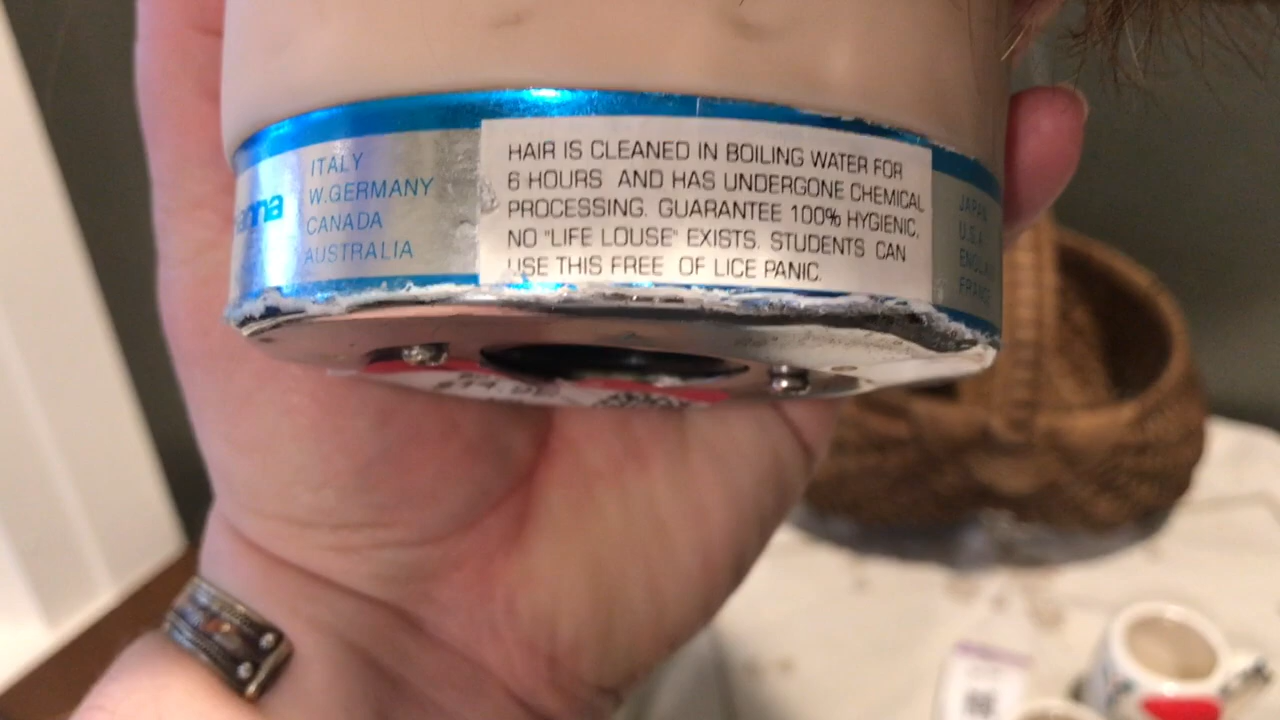 ITALY
W.GERMANY
CANADA
AUSTRALIA
HAIR IS CLEANED IN BOILING WATER FOR
6 HOURS AND HAS UNDERGONE CHEMICAL
PROCESSING. GUARANTEE 100% HYGIENIC,
NO "LIFE LOUSE" EXISTS. STUDENTS CAN
USE THIS FREE OF LICE PANIC.
JAPAN
U.S.A